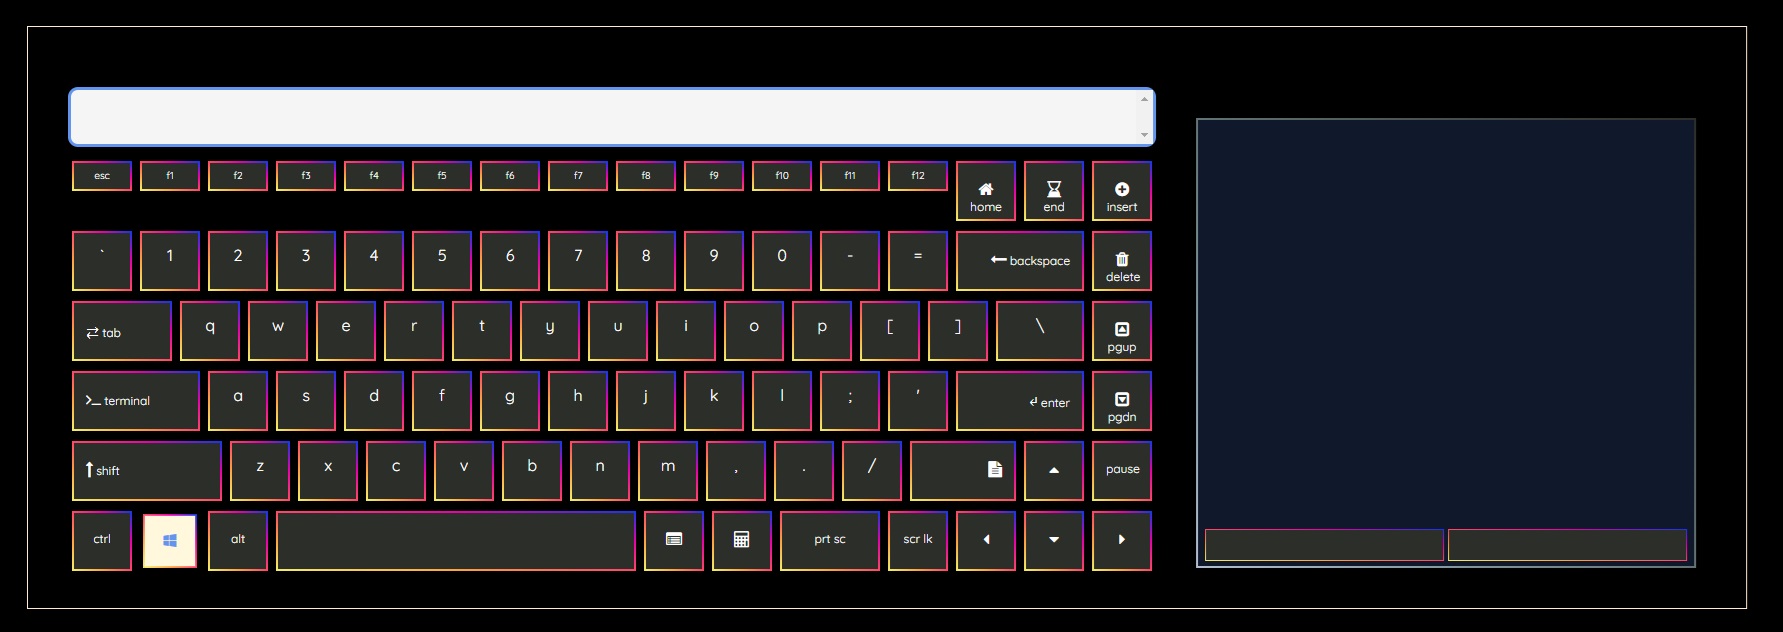 esc f1 f2 f3 f4 f5 f6 f7 f8 f9 f10 f11 f12 home end insert
` 1 2 3 4 5 6 7 8 9 0 - = backspace delete
tab q w e r t y u i o p [ ] \ pgup
terminal a s d f g h j k l ; ' enter pgdn
shift z x c v b n m , . / pause
ctrl alt prt sc scr lk